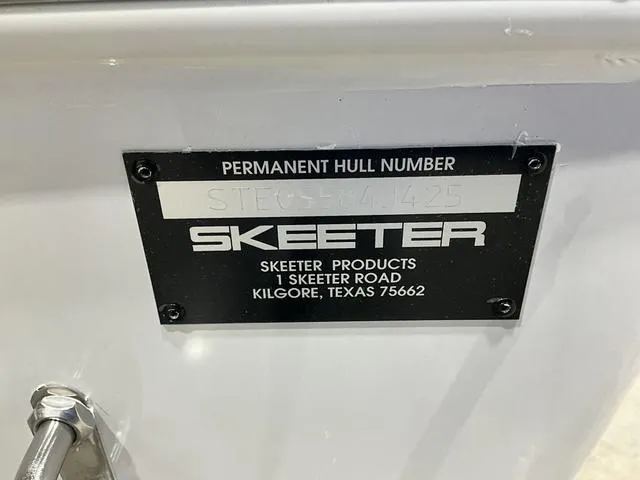 PERMANENT HULL NUMBER
SKEETER
SKEETER PRODUCTS
1 SKEETER ROAD
KILGORE, TEXAS 75662